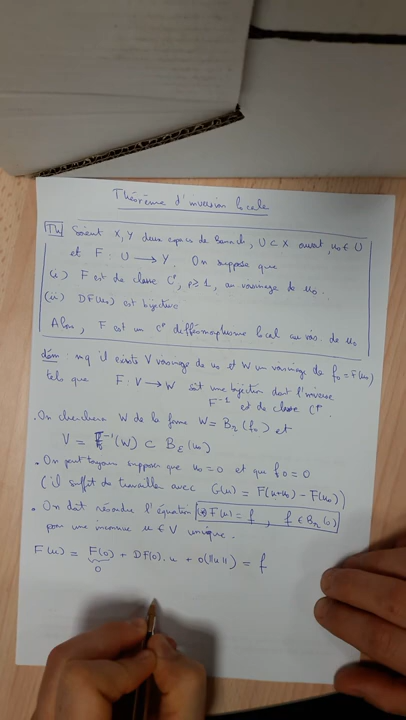 Théorème d'inversion locale
Th Soient X, Y deux espaces de Banach, U ⊂ X ouvert, u₀ ∈ U
et F : U → Y. On suppose que
(i) F est de classe Cᵖ, p ≥ 1, au voisinage de u₀.
(ii) DF(u₀) est bijective
Alors, F est un Cᵖ difféomorphisme local au vois. de u₀
dém : mq il existe V voisinage de u₀ et W un voisinage de f₀ = F(u₀)
tels que F : V → W soit une bijection dont l'inverse
F⁻¹ est de classe Cᵖ.
. On cherchera W de la forme W = B_r(f₀) et
V = F⁻¹(W) ⊂ B_ε(u₀)
. On peut toujours supposer que u₀ = 0 et que f₀ = 0
(il suffit de travailler avec G(u) = F(u+u₀) - F(u₀))
. On doit résoudre l'équation (*) F(u) = f, f ∈ B_r(0)
pour une inconnue u ∈ V unique.
F(u) = F(0) + DF(0).u + o(||u||) = f
0